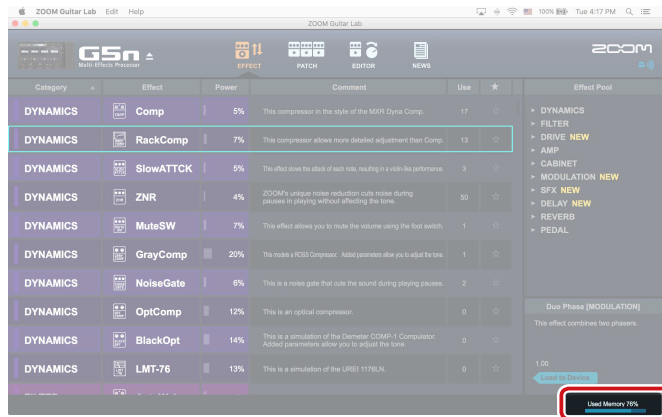 ZOOM Guitar Lab Edit Help
100% Tue 4:17 PM
ZOOM Guitar Lab
G5n
Multi-Effects Processor
EFFECT
PATCH
EDITOR
NEWS
ZOOM
Category Effect Power Comment Use Effect Pool
DYNAMICS Comp 5% This compressor in the style of the MXR Dyna Comp. 17
DYNAMICS RackComp 7% This compressor allows more detailed adjustment than Comp. 13
DYNAMICS SlowATTCK 5% This effect slows the attack of each note, resulting in a violin-like performance. 3
DYNAMICS ZNR 4% ZOOM's unique noise reduction cuts noise during
pauses in playing without affecting the tone. 50
DYNAMICS MuteSW 7% This effect allows you to mute the volume using the foot switch. 1
DYNAMICS GrayComp 20% This models a ROSS Compressor. Added parameters allow you to adjust the tone. 1
DYNAMICS NoiseGate 6% This is a noise gate that cuts the sound during playing pauses. 2
DYNAMICS OptComp 12% This is an optical compressor. 0
DYNAMICS BlackOpt 14% This is a simulation of the Demeter COMP-1 Compulator.
Added parameters allow you to adjust the tone. 0
DYNAMICS LMT-76 13% This is a simulation of the UREI 1176LN. 0
DYNAMICS
FILTER
DRIVE NEW
AMP
CABINET
MODULATION NEW
SFX NEW
DELAY NEW
REVERB
PEDAL
Duo Phase [MODULATION]
This effect combines two phasers.
1.00
Load to Device
Used Memory 76%